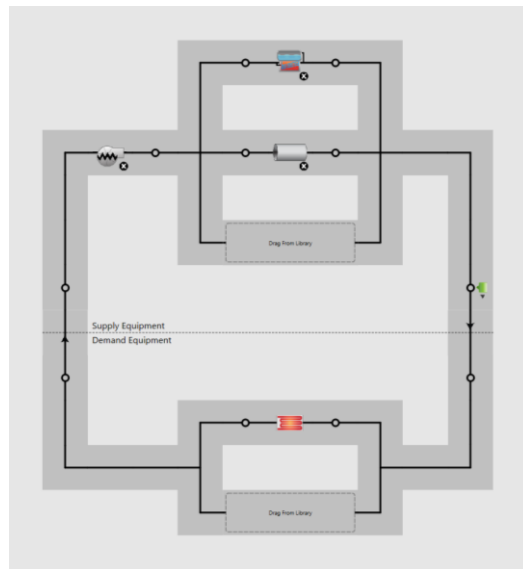 Drag From Library
Supply Equipment
Demand Equipment
Drag From Library